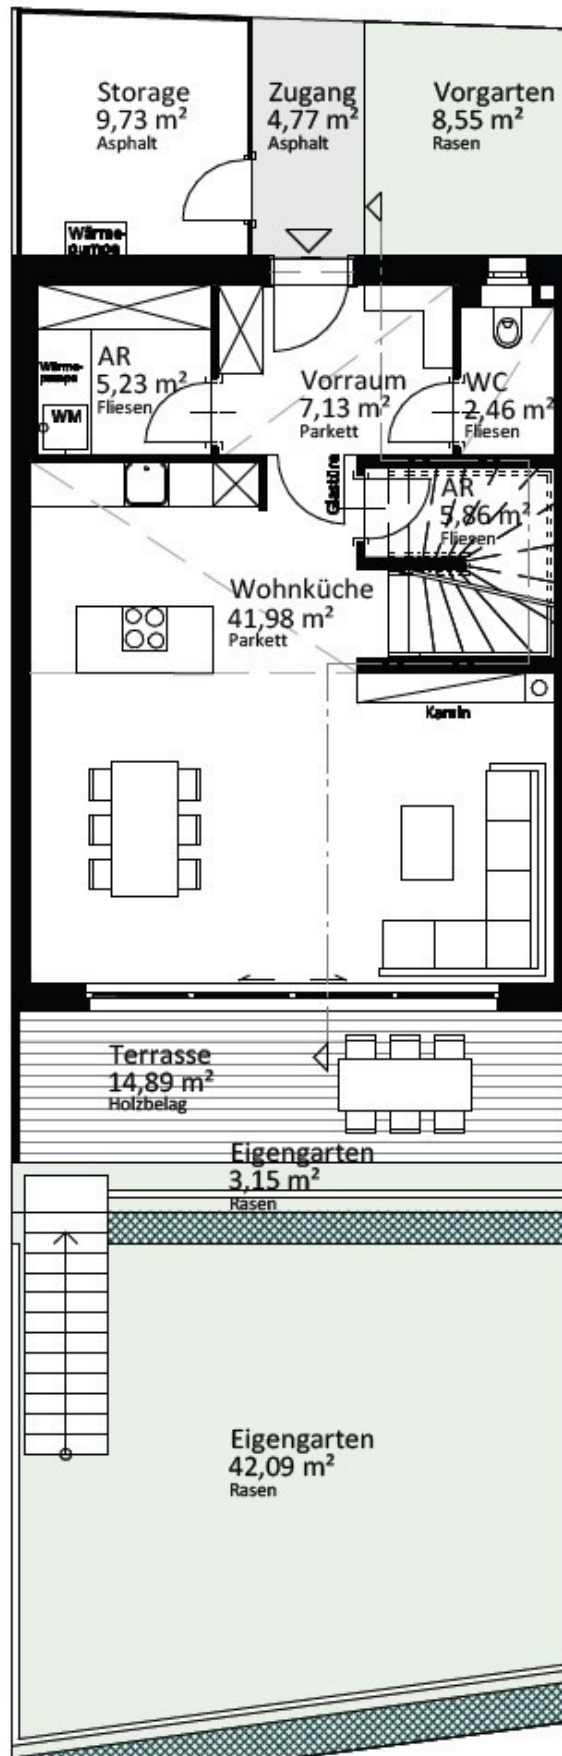 Storage
9,73 m²
Asphalt
Zugang
4,77 m²
Asphalt
Vorgarten
8,55 m²
Rasen
Wärme-
pumpe
AR
5,23 m²
Fliesen
Wärme-
pumpe
WM
Vorraum
7,13 m²
Parkett
WC
2,46 m²
Fliesen
Glastüre
AR
5,86 m²
Fliesen
Wohnküche
41,98 m²
Parkett
Kamin
Terrasse
14,89 m²
Holzbelag
Eigengarten
3,15 m²
Rasen
Eigengarten
42,09 m²
Rasen